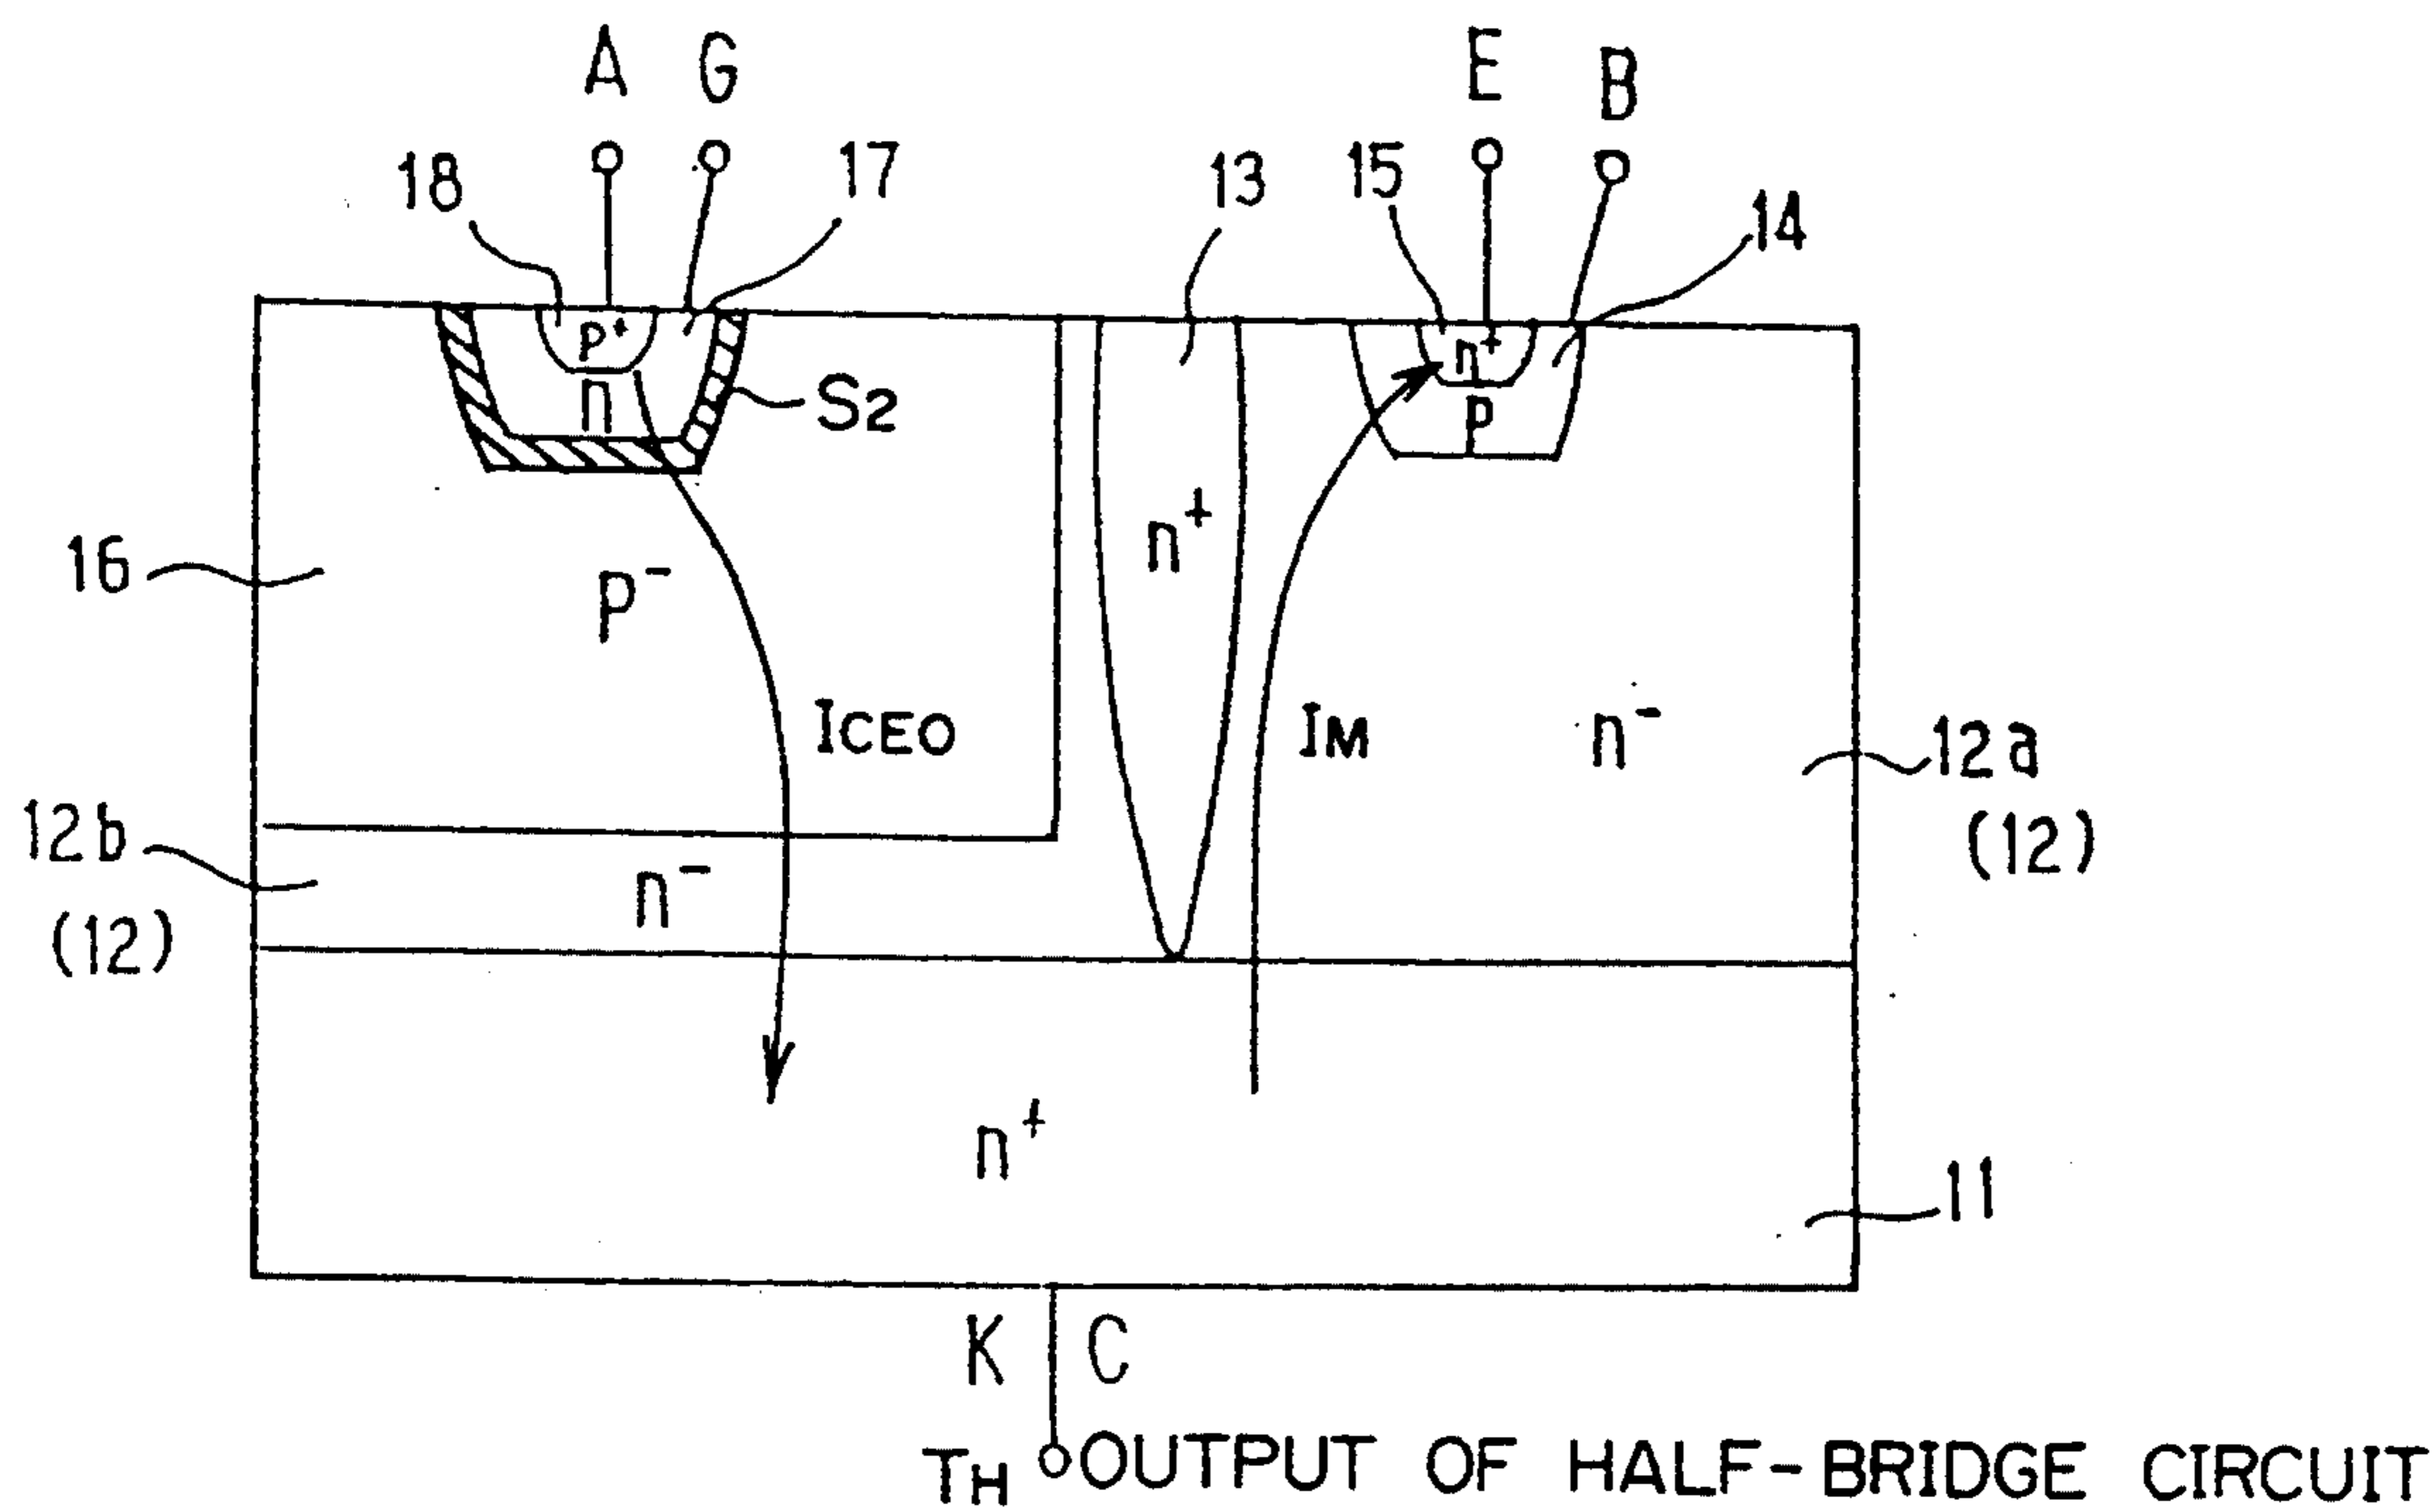 A G E B
18 17 13 15 14
p+ n+
n S2 p
16 n+
p-
ICEO IM n- 12a
12b (12)
n-
(12)
n+
11
K C
TH OUTPUT OF HALF-BRIDGE CIRCUIT